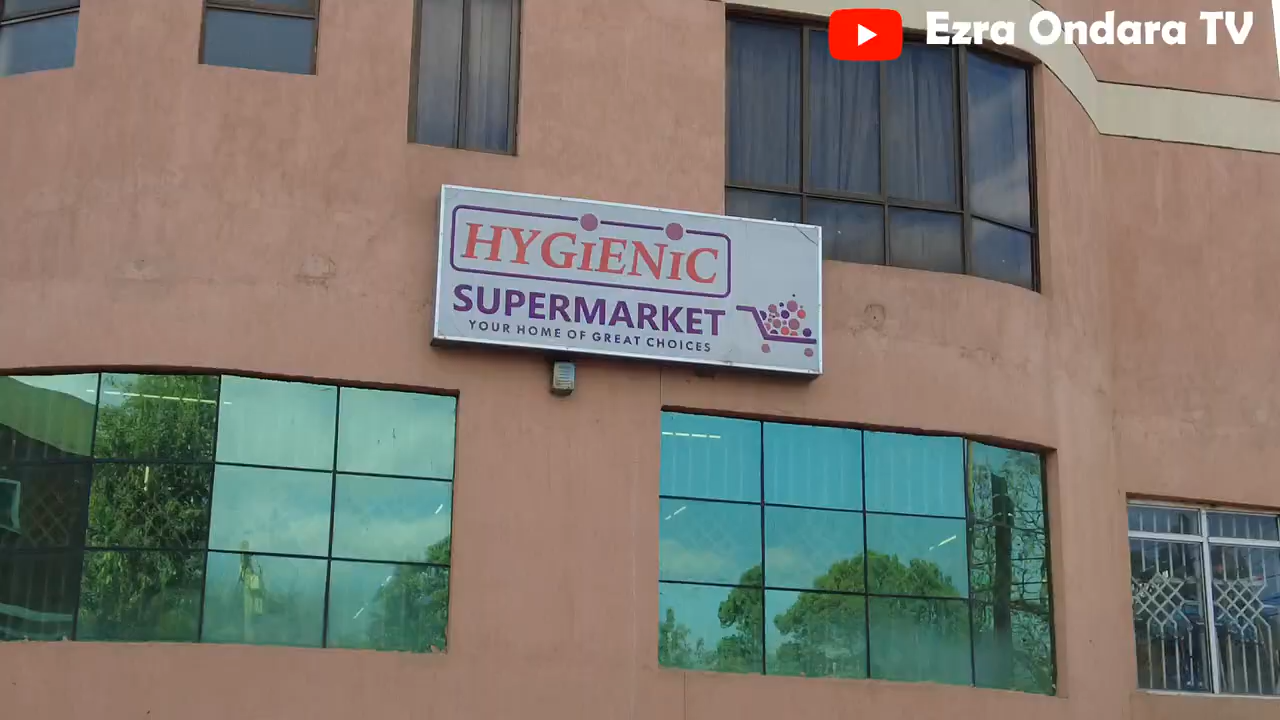 Ezra Ondara TV
HYGiENiC
SUPERMARKET
YOUR HOME OF GREAT CHOICES